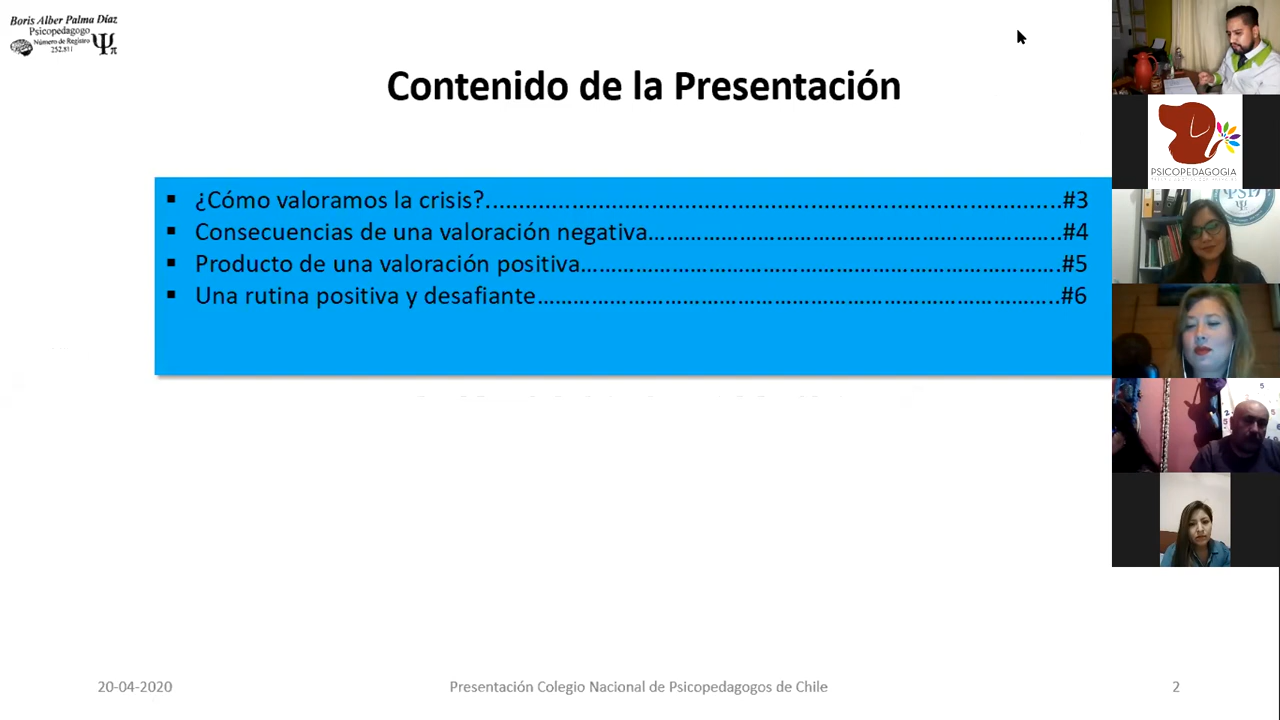 Boris Alber Palma Díaz
Psicopedagogo
Número de Registro
252.811
Contenido de la Presentación
▪ ¿Cómo valoramos la crisis?.......................................................................#3
▪ Consecuencias de una valoración negativa……………………………………………………..#4
▪ Producto de una valoración positiva………………………………………………………………….#5
▪ Una rutina positiva y desafiante………………………………………………………………………..#6
PSICOPEDAGOGIA
20-04-2020
Presentación Colegio Nacional de Psicopedagogos de Chile
2